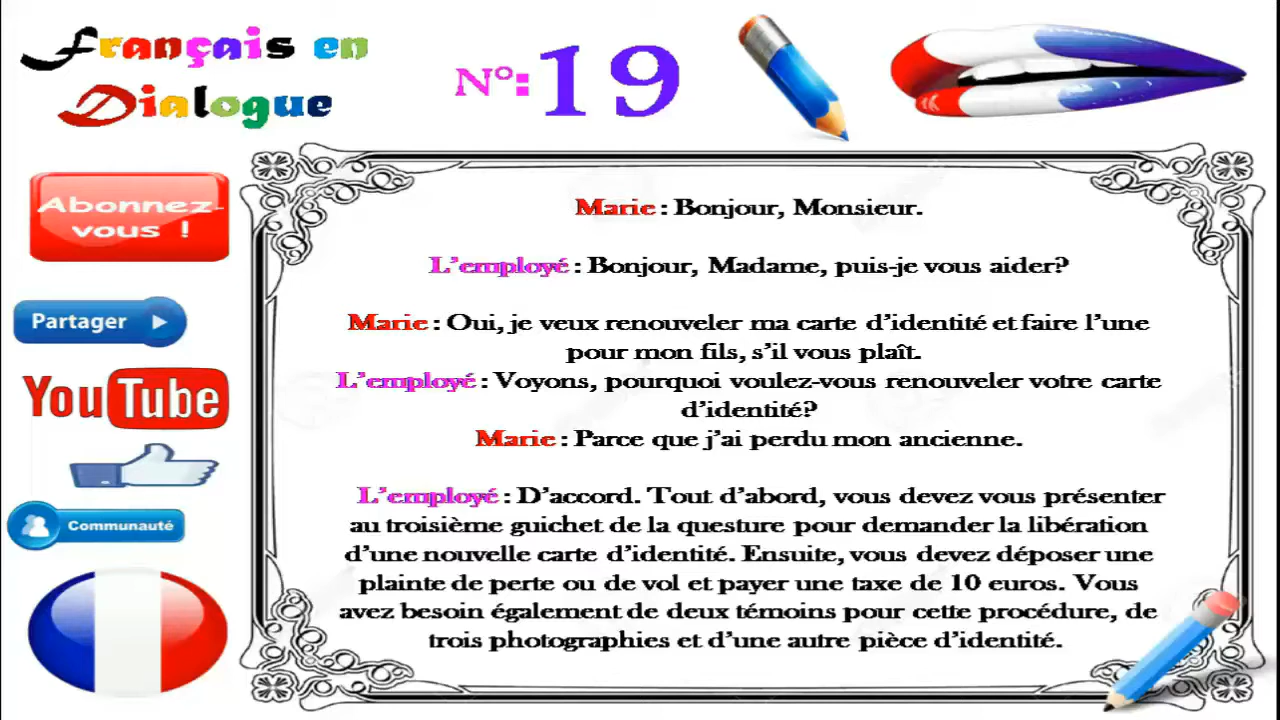 Français en
Dialogue
N°:19
Abonnez-
vous !
Partager
YouTube
Communauté
Marie : Bonjour, Monsieur.
L'employé : Bonjour, Madame, puis-je vous aider?
Marie : Oui, je veux renouveler ma carte d'identité et faire l'une
pour mon fils, s'il vous plaît.
L'employé : Voyons, pourquoi voulez-vous renouveler votre carte
d'identité?
Marie : Parce que j'ai perdu mon ancienne.
L'employé : D'accord. Tout d'abord, vous devez vous présenter
au troisième guichet de la questure pour demander la libération
d'une nouvelle carte d'identité. Ensuite, vous devez déposer une
plainte de perte ou de vol et payer une taxe de 10 euros. Vous
avez besoin également de deux témoins pour cette procédure, de
trois photographies et d'une autre pièce d'identité.